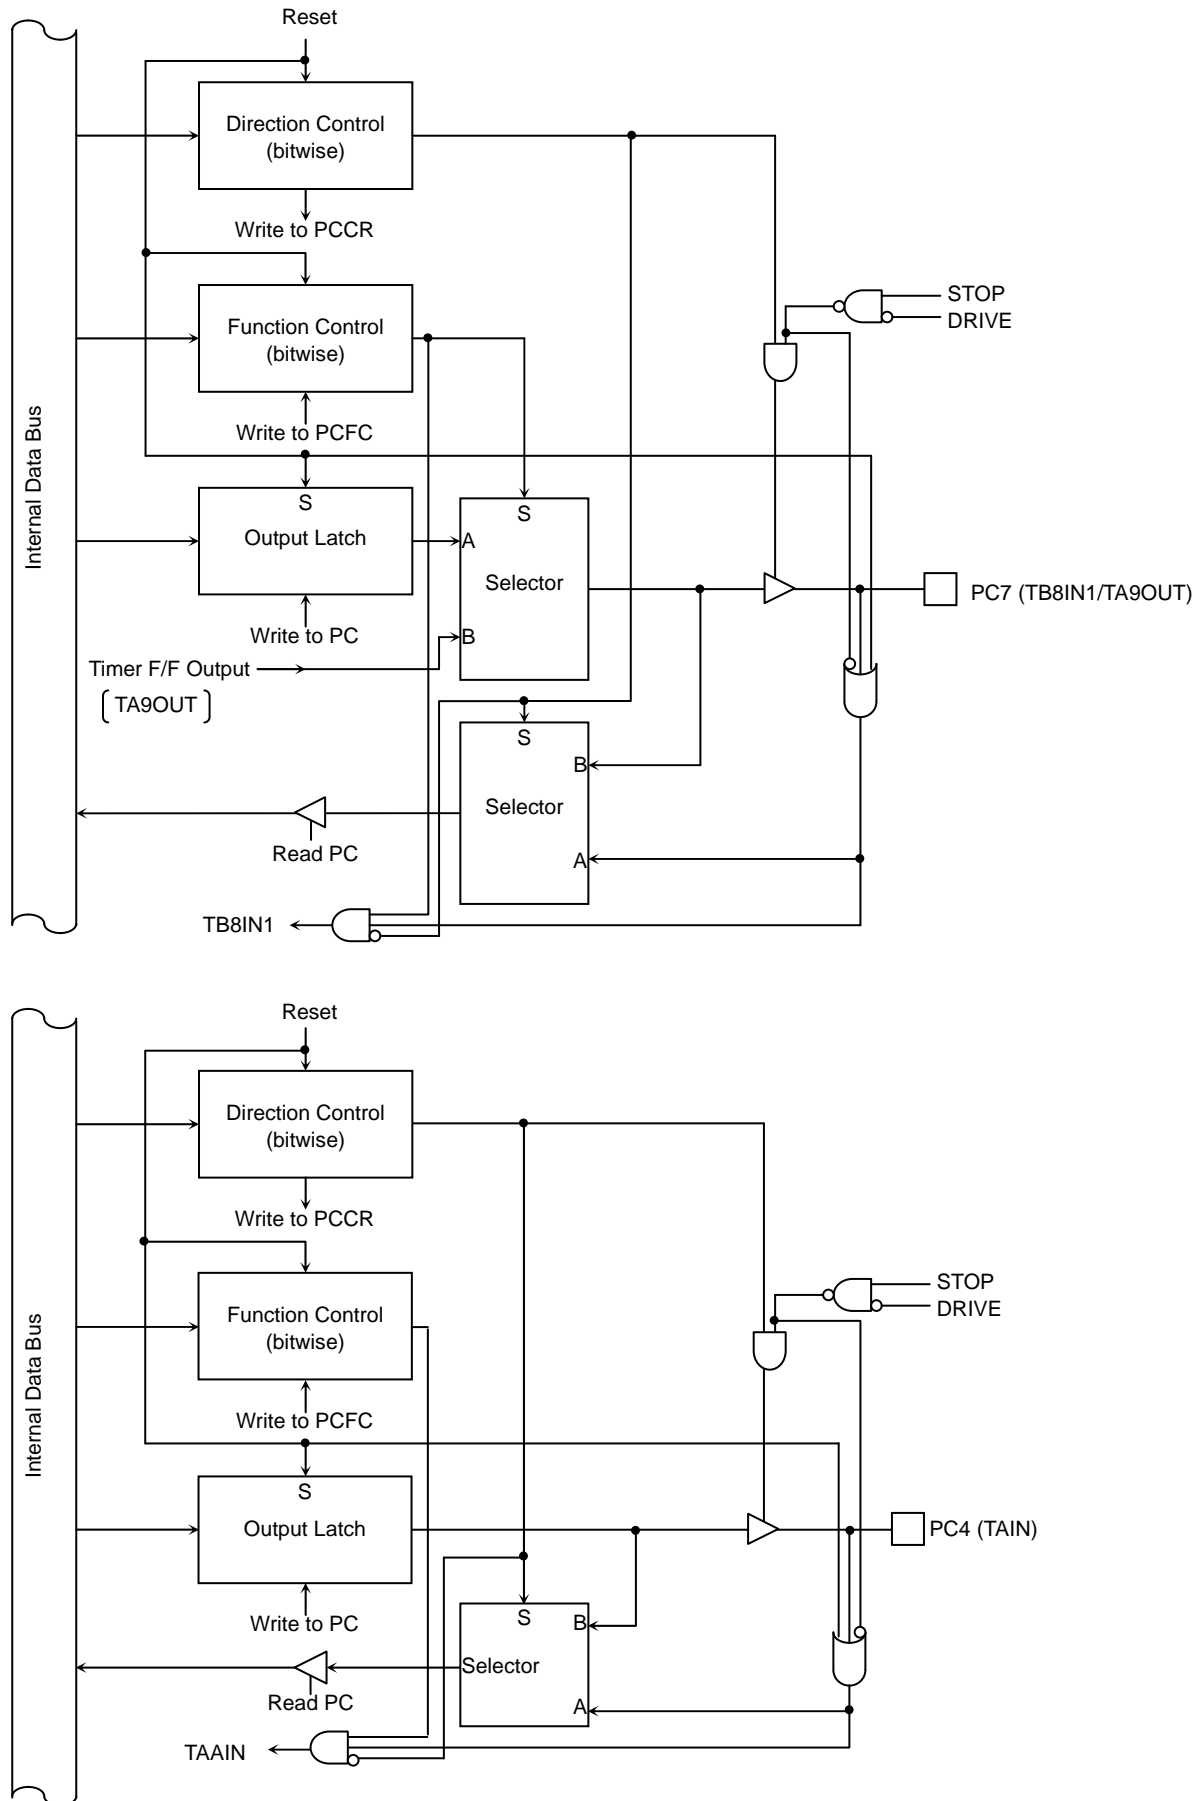 Reset
Direction Control
(bitwise)
Write to PCCR
Function Control
(bitwise)
Write to PCFC
STOP
DRIVE
Internal Data Bus
S
Output Latch
Write to PC
S
A
Selector
B
Timer F/F Output
TA9OUT
PC7 (TB8IN1/TA9OUT)
S
B
Selector
A
Read PC
TB8IN1
Reset
Direction Control
(bitwise)
Write to PCCR
Function Control
(bitwise)
Write to PCFC
STOP
DRIVE
Internal Data Bus
S
Output Latch
Write to PC
PC4 (TAIN)
S
B
Selector
A
Read PC
TAAIN